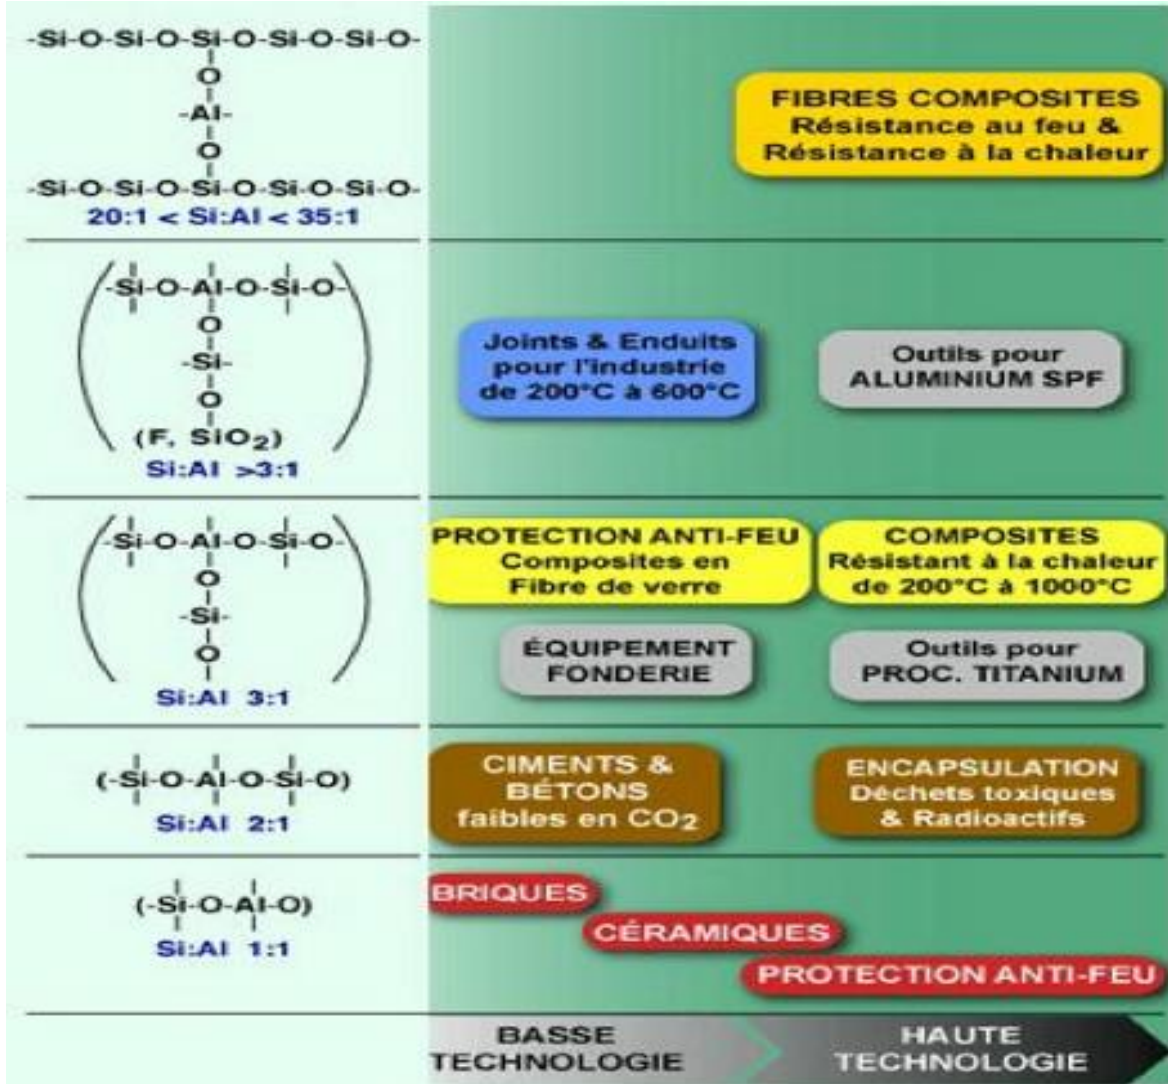 -Si-O-Si-O-Si-O-Si-O-Si-O-
O
-Al-
O
-Si-O-Si-O-Si-O-Si-O-Si-O-
20:1 < Si:Al < 35:1
FIBRES COMPOSITES
Résistance au feu &
Résistance à la chaleur
-Si-O-Al-O-Si-O-
O
-Si-
O
(F, SiO2)
Si:Al >3:1
Joints & Enduits
pour l'industrie
de 200°C à 600°C
Outils pour
ALUMINIUM SPF
-Si-O-Al-O-Si-O-
O
-Si-
O
Si:Al 3:1
PROTECTION ANTI-FEU
Composites en
Fibre de verre
COMPOSITES
Résistant à la chaleur
de 200°C à 1000°C
ÉQUIPEMENT
FONDERIE
Outils pour
PROC. TITANIUM
(-Si-O-Al-O-Si-O)
Si:Al 2:1
CIMENTS &
BÉTONS
faibles en CO2
ENCAPSULATION
Déchets toxiques
& Radioactifs
(-Si-O-Al-O)
Si:Al 1:1
BRIQUES
CÉRAMIQUES
PROTECTION ANTI-FEU
BASSE
TECHNOLOGIE
HAUTE
TECHNOLOGIE